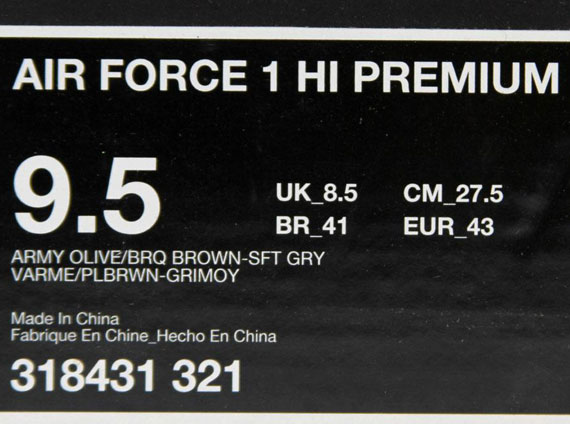 AIR FORCE 1 HI PREMIUM
9.5
UK_8.5 CM_27.5
BR_41 EUR_43
ARMY OLIVE/BRQ BROWN-SFT GRY
VARME/PLBRWN-GRIMOY
Made In China
Fabrique En Chine_Hecho En China
318431 321